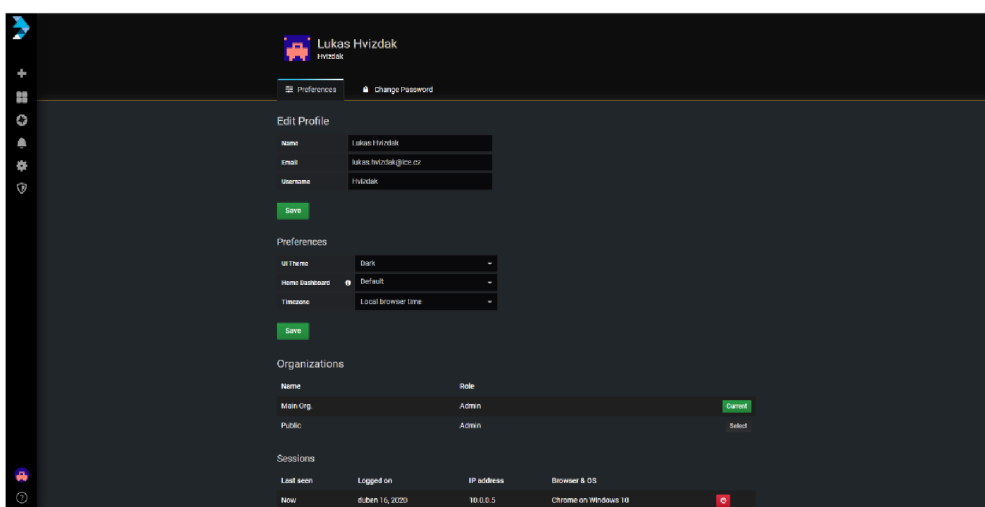 Lukas Hvizdak
Hvizdak
Preferences Change Password
Edit Profile
Name Lukas Hvizdak
Email lukas.hvizdak@ice.cz
Username Hvizdak
Save
Preferences
UI Theme Dark
Home Dashboard Default
Timezone Local browser time
Save
Organizations
Name Role
Main Org. Admin Current
Public Admin Select
Sessions
Last seen Logged on IP address Browser & OS
Now duben 16, 2020 10.0.0.5 Chrome on Windows 10